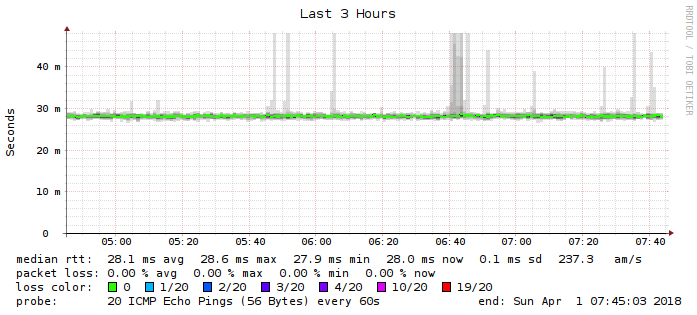 Last 3 Hours
RRDTOOL / TOBI OETIKER
Seconds
40 m
30 m
20 m
10 m
0
05:00 05:20 05:40 06:00 06:20 06:40 07:00 07:20 07:40
median rtt: 28.1 ms avg 28.6 ms max 27.9 ms min 28.0 ms now 0.1 ms sd 237.3 am/s
packet loss: 0.00 % avg 0.00 % max 0.00 % min 0.00 % now
loss color: 0 1/20 2/20 3/20 4/20 10/20 19/20
probe: 20 ICMP Echo Pings (56 Bytes) every 60s end: Sun Apr 1 07:45:03 2018